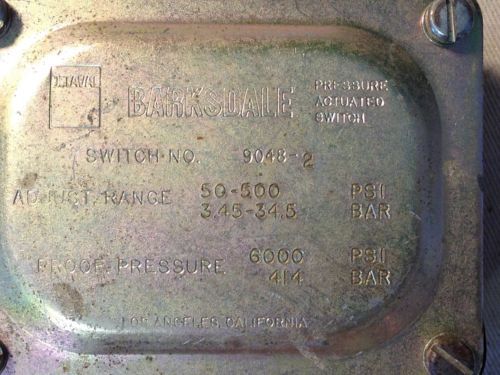 DELAVAL
BARKSDALE
PRESSURE
ACTUATED
SWITCH
SWITCH NO. 9048-2
ADJUST. RANGE 50-500 PSI
3.45-34.5 BAR
PROOF PRESSURE 6000 PSI
414 BAR
LOS ANGELES, CALIFORNIA